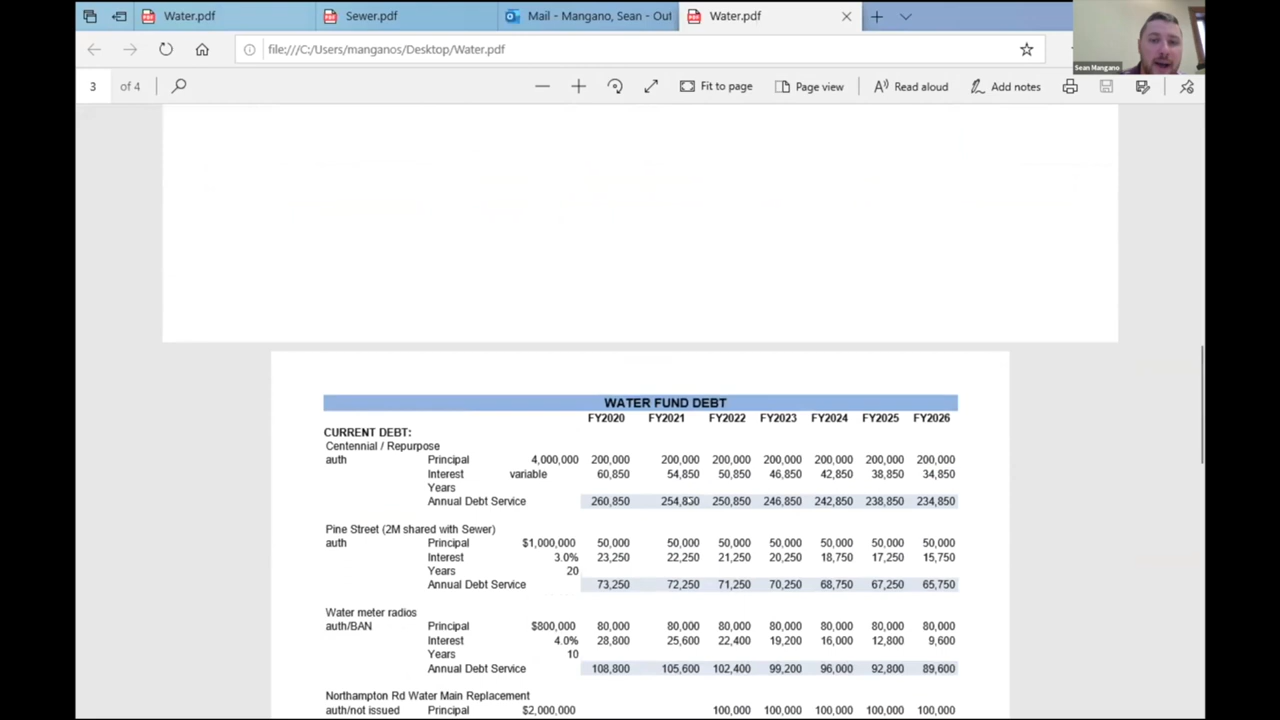 Water.pdf Sewer.pdf Mail - Mangano, Sean - Out Water.pdf
file:///C:/Users/manganos/Desktop/Water.pdf
Sean Mangano
3 of 4 Fit to page Page view Read aloud Add notes
WATER FUND DEBT
FY2020 FY2021 FY2022 FY2023 FY2024 FY2025 FY2026
CURRENT DEBT:
Centennial / Repurpose
auth Principal 4,000,000 200,000 200,000 200,000 200,000 200,000 200,000 200,000
Interest variable 60,850 54,850 50,850 46,850 42,850 38,850 34,850
Years
Annual Debt Service 260,850 254,850 250,850 246,850 242,850 238,850 234,850
Pine Street (2M shared with Sewer)
auth Principal $1,000,000 50,000 50,000 50,000 50,000 50,000 50,000 50,000
Interest 3.0% 23,250 22,250 21,250 20,250 18,750 17,250 15,750
Years 20
Annual Debt Service 73,250 72,250 71,250 70,250 68,750 67,250 65,750
Water meter radios
auth/BAN Principal $800,000 80,000 80,000 80,000 80,000 80,000 80,000 80,000
Interest 4.0% 28,800 25,600 22,400 19,200 16,000 12,800 9,600
Years 10
Annual Debt Service 108,800 105,600 102,400 99,200 96,000 92,800 89,600
Northampton Rd Water Main Replacement
auth/not issued Principal $2,000,000 100,000 100,000 100,000 100,000 100,000